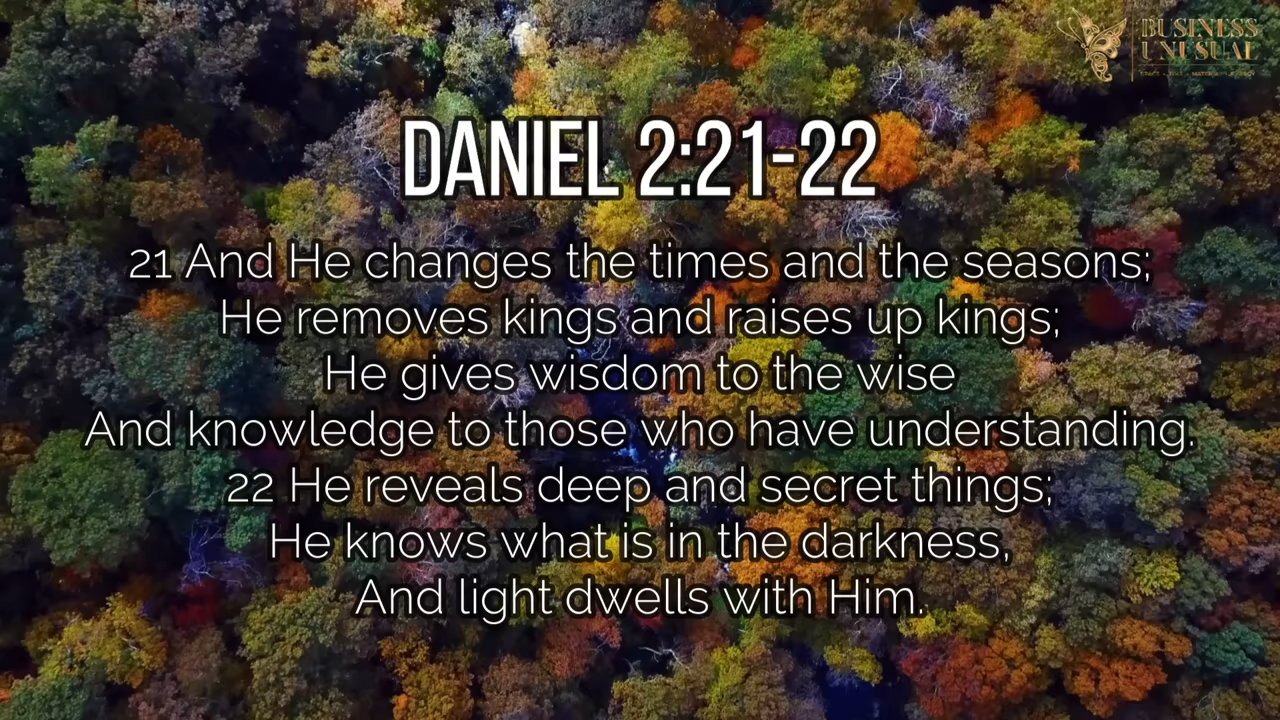 BUSINESS
UNUSUAL
DANIEL 2:21-22
21 And He changes the times and the seasons;
He removes kings and raises up kings;
He gives wisdom to the wise
And knowledge to those who have understanding.
22 He reveals deep and secret things;
He knows what is in the darkness,
And light dwells with Him.